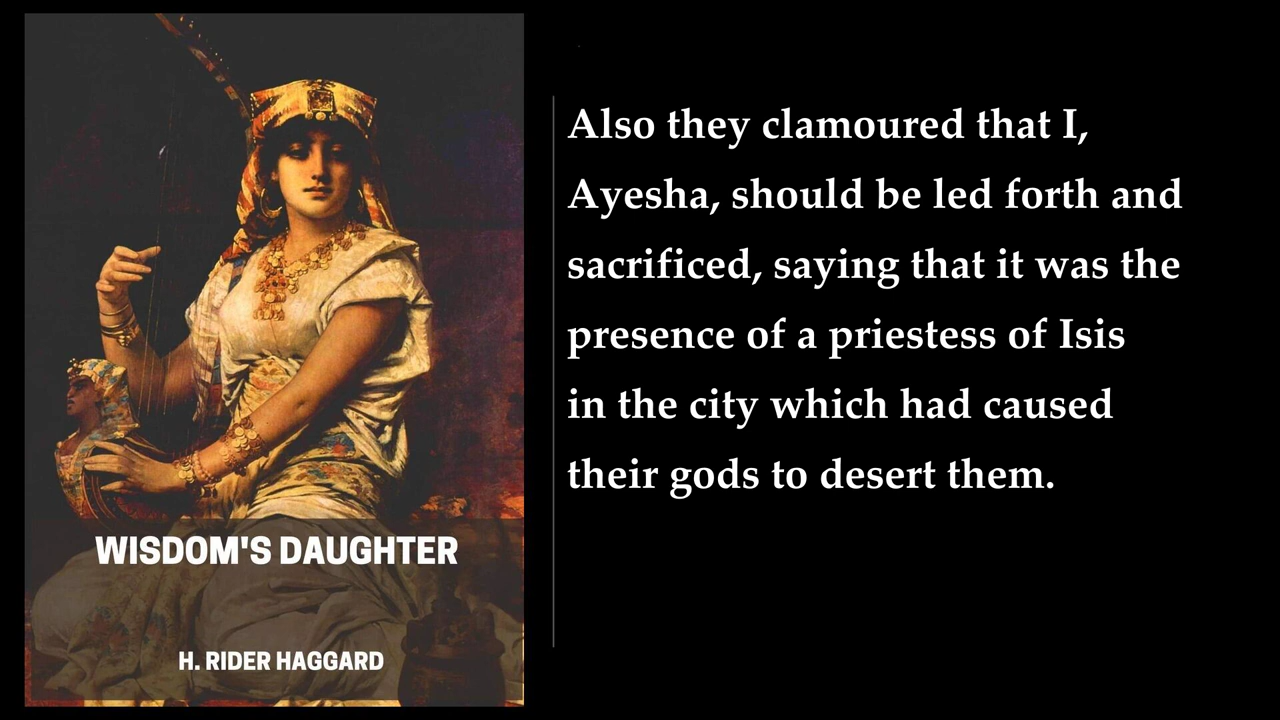 WISDOM'S DAUGHTER
H. RIDER HAGGARD
Also they clamoured that I,
Ayesha, should be led forth and
sacrificed, saying that it was the
presence of a priestess of Isis
in the city which had caused
their gods to desert them.